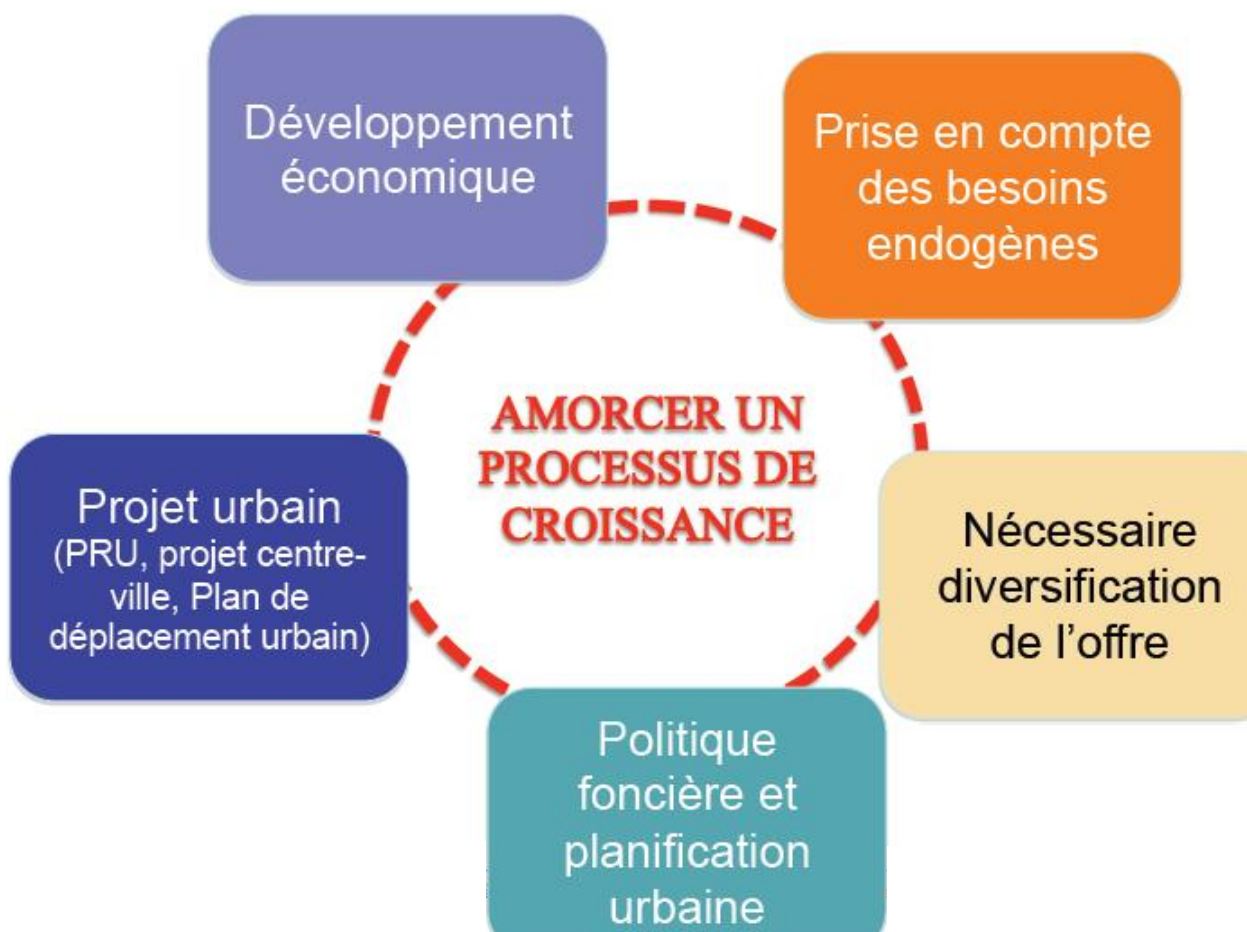 Développement
économique
Prise en compte
des besoins
endogènes
AMORCER UN
PROCESSUS DE
CROISSANCE
Projet urbain
(PRU, projet centre-
ville, Plan de
déplacement urbain)
Nécessaire
diversification
de l’offre
Politique
foncière et
planification
urbaine